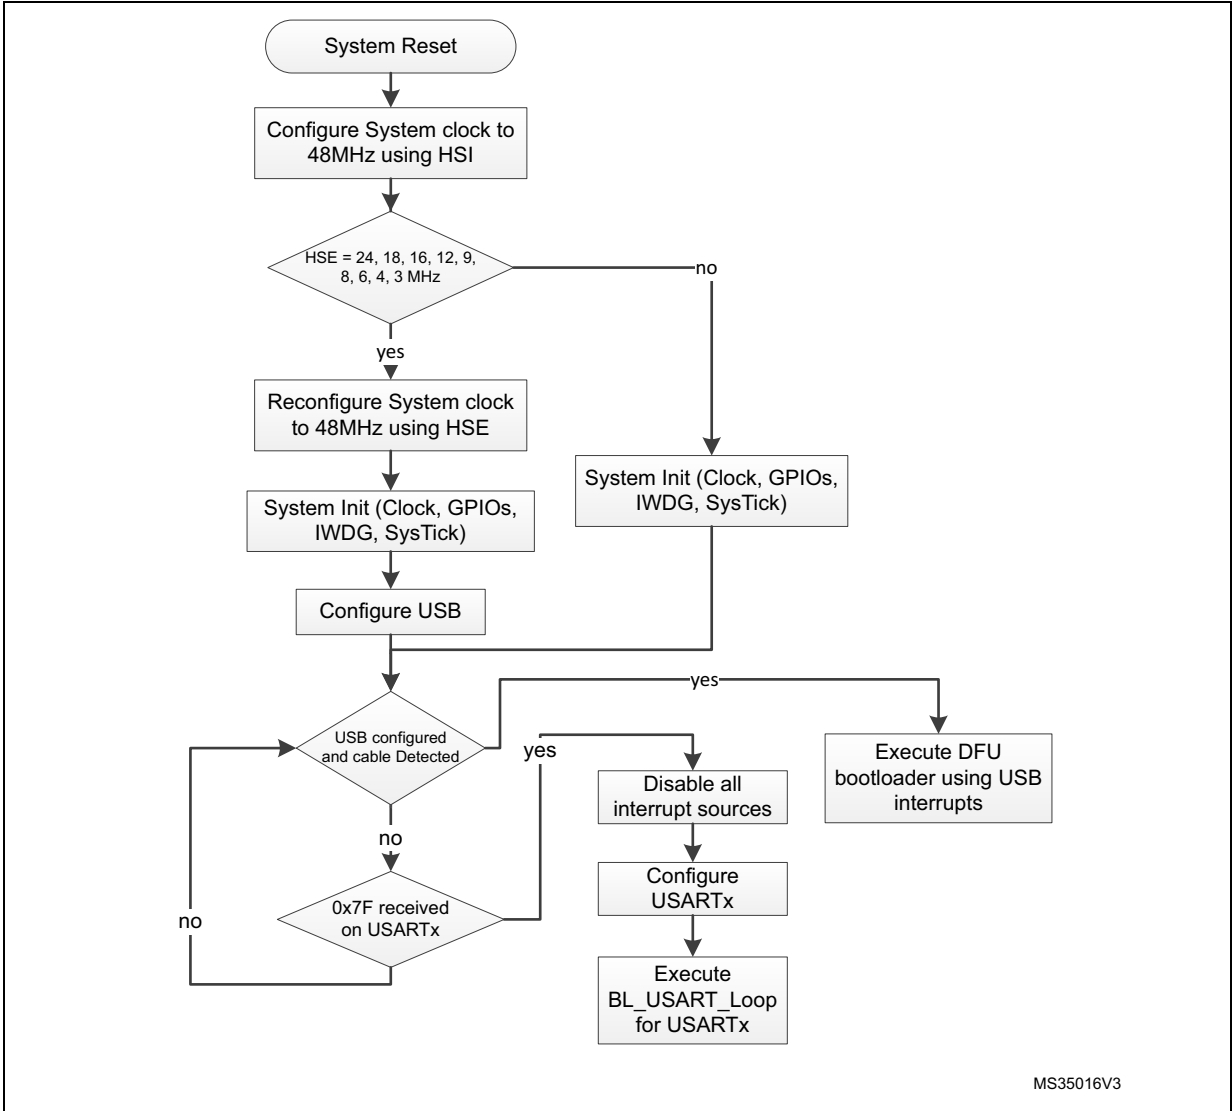 System Reset
Configure System clock to
48MHz using HSI
HSE = 24, 18, 16, 12, 9,
8, 6, 4, 3 MHz
no
yes
Reconfigure System clock
to 48MHz using HSE
System Init (Clock, GPIOs,
IWDG, SysTick)
System Init (Clock, GPIOs,
IWDG, SysTick)
Configure USB
yes
USB configured
and cable Detected
yes
Execute DFU
bootloader using USB
interrupts
Disable all
interrupt sources
no
Configure
USARTx
0x7F received
on USARTx
no
Execute
BL_USART_Loop
for USARTx
MS35016V3